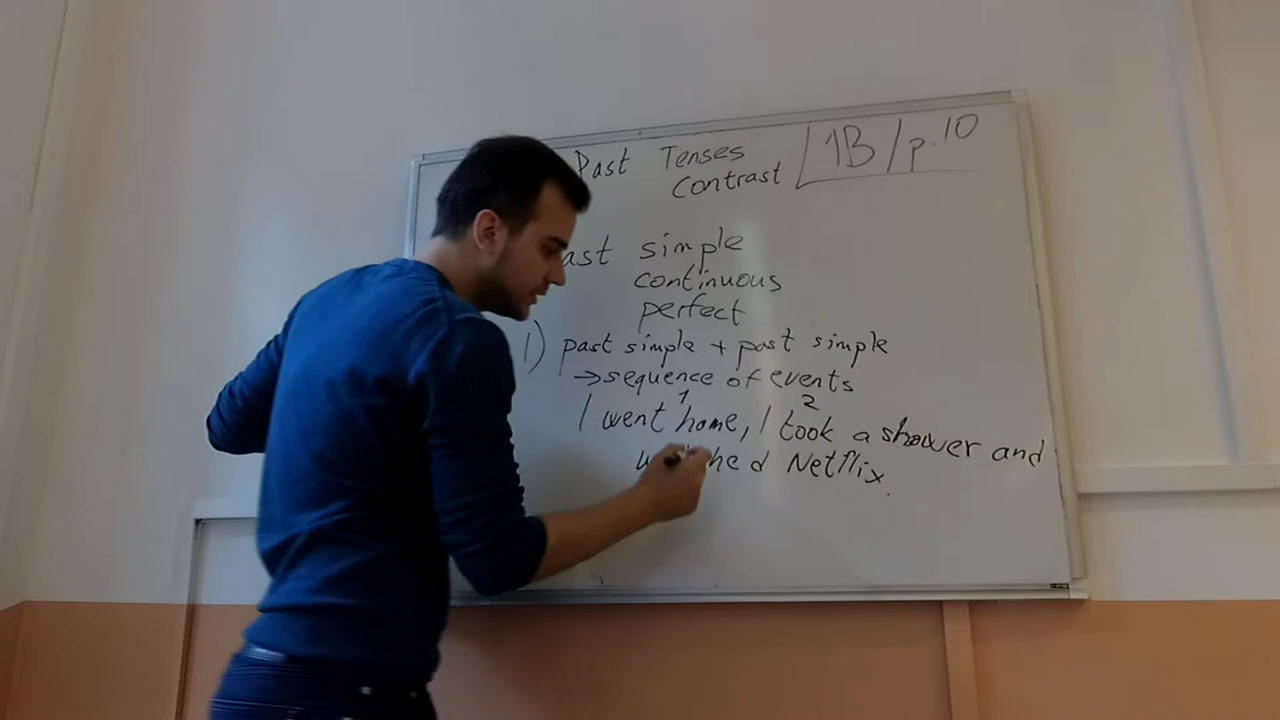 Past Tenses
Contrast
1B/p.10
ast simple
continuous
perfect
1) past simple + past simple
→sequence of events
1 2
I went home, I took a shower and
hed Netflix.